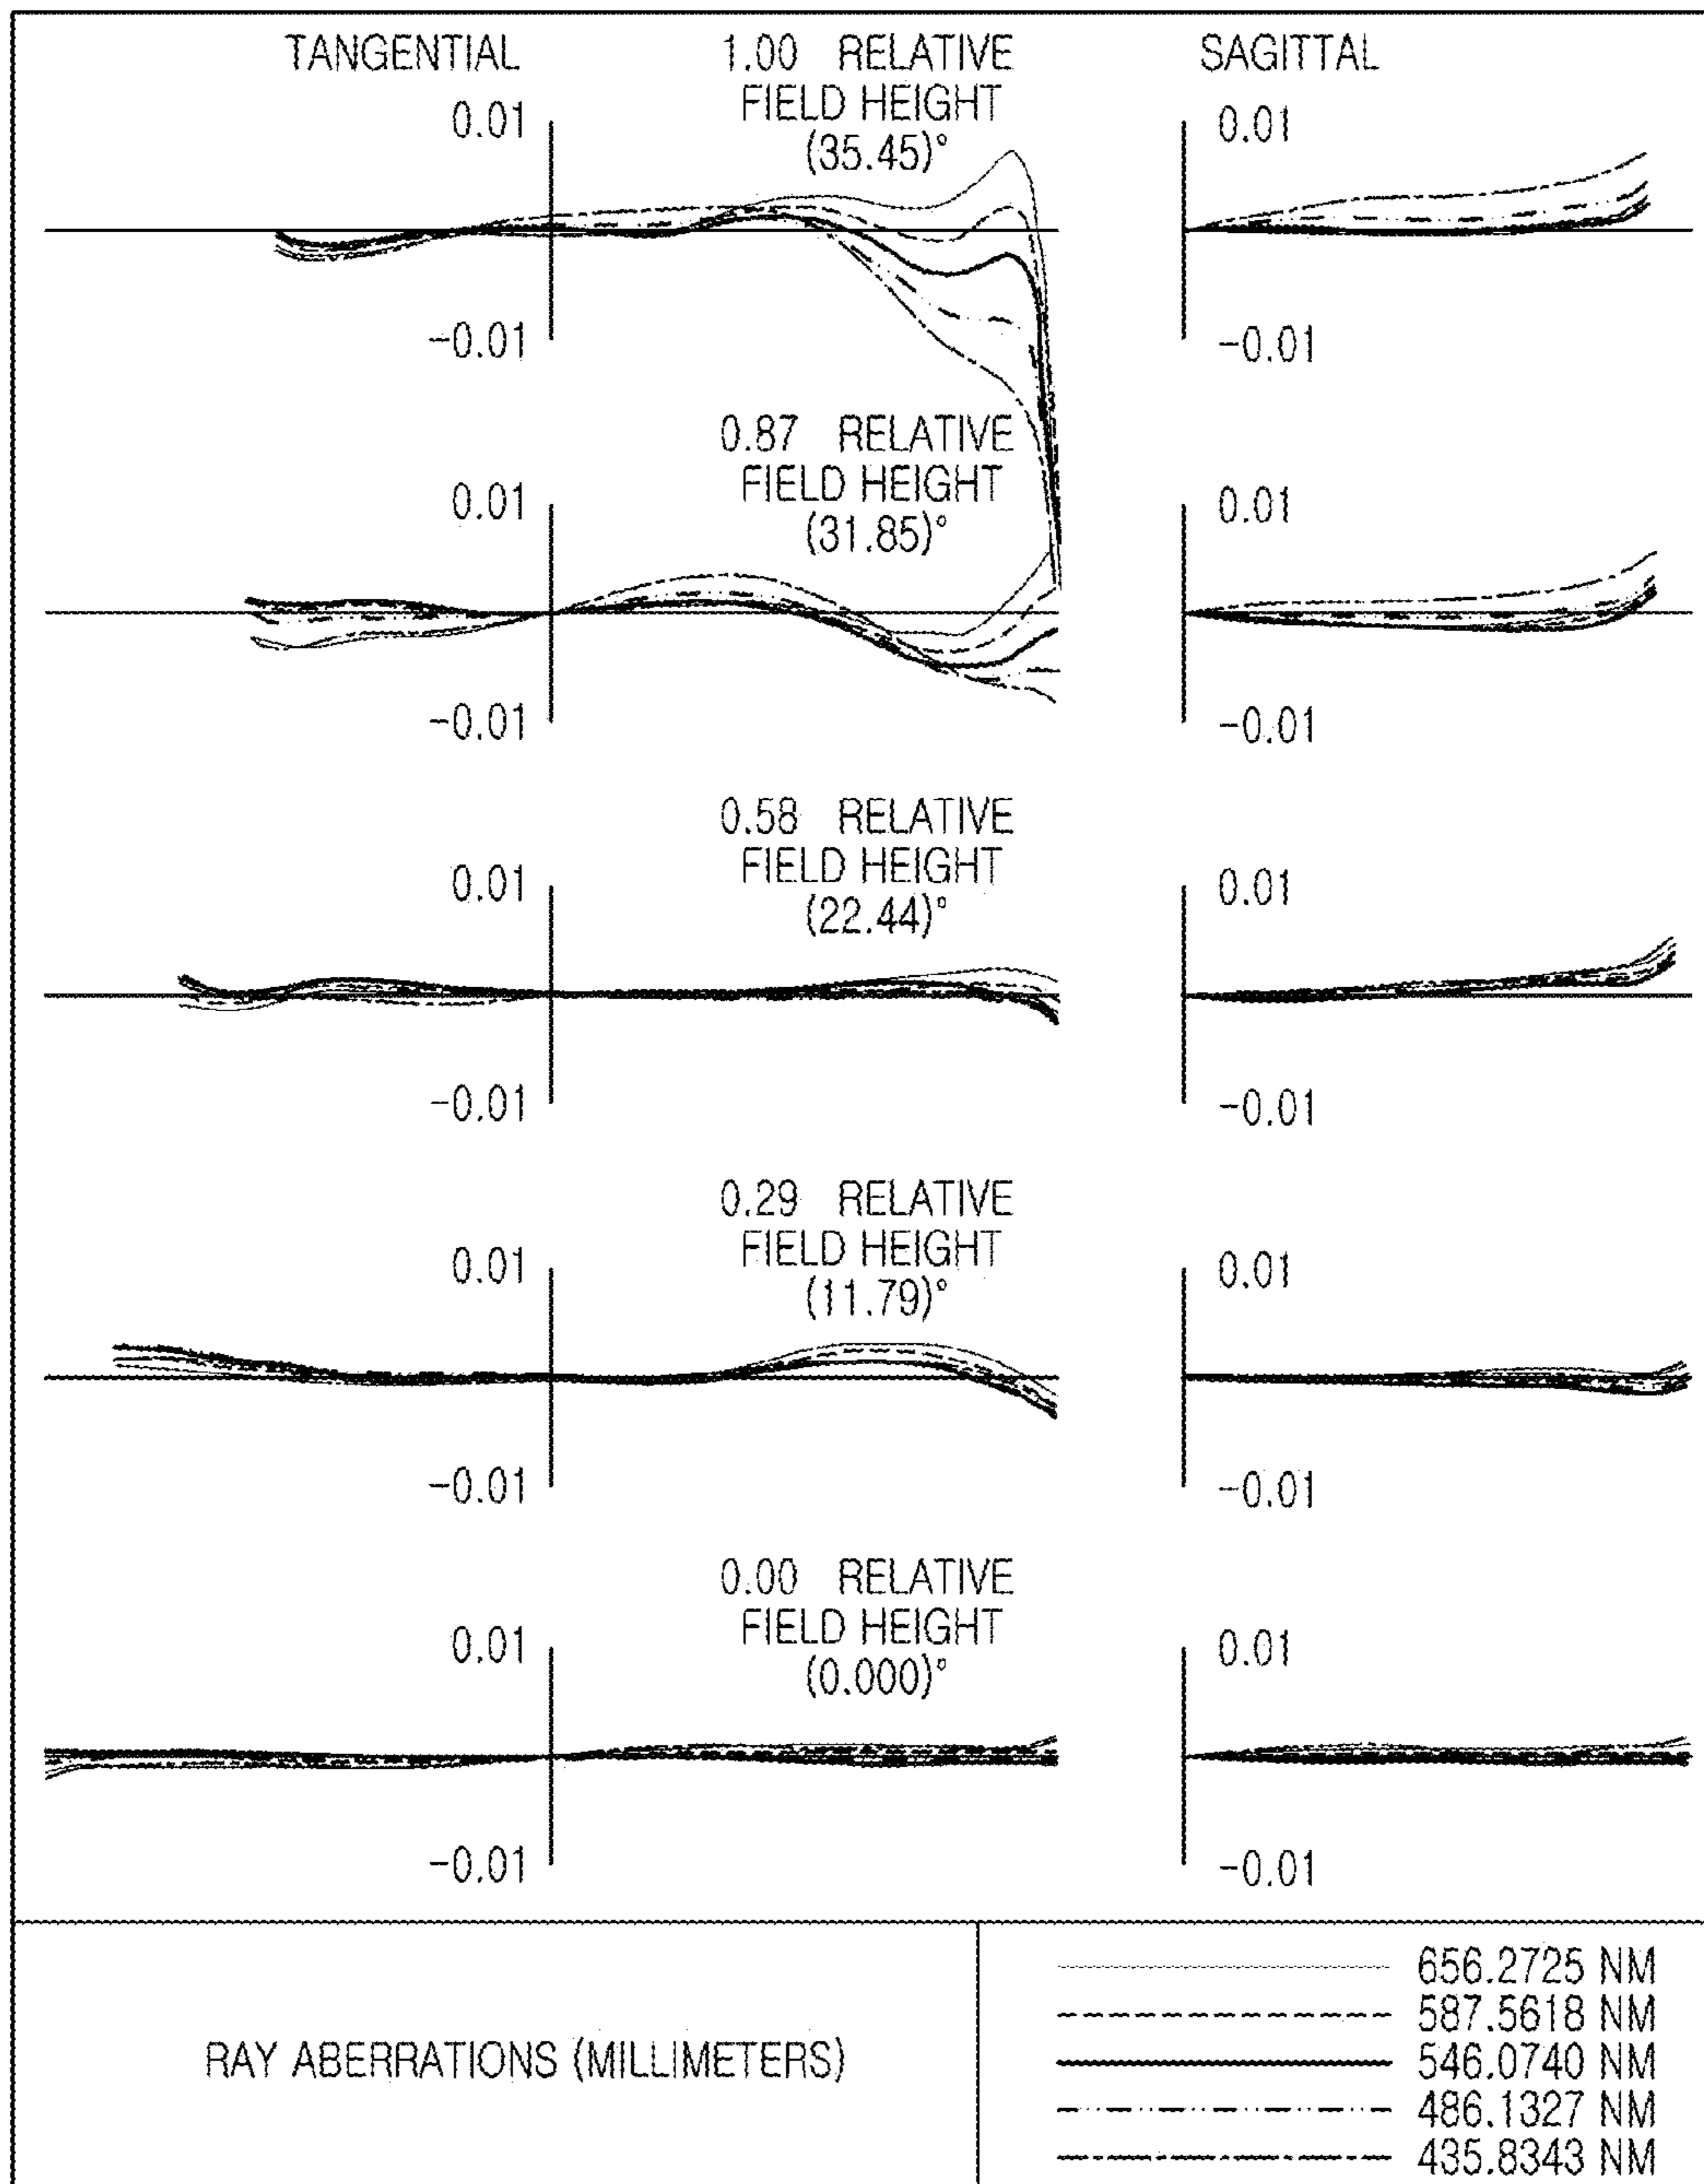 TANGENTIAL
1.00 RELATIVE
FIELD HEIGHT
(35.45)°
SAGITTAL
0.01
0.01
-0.01
-0.01
0.87 RELATIVE
FIELD HEIGHT
(31.85)°
0.01
0.01
-0.01
-0.01
0.58 RELATIVE
FIELD HEIGHT
(22.44)°
0.01
0.01
-0.01
-0.01
0.29 RELATIVE
FIELD HEIGHT
(11.79)°
0.01
0.01
-0.01
-0.01
0.00 RELATIVE
FIELD HEIGHT
(0.000)°
0.01
0.01
-0.01
-0.01
RAY ABERRATIONS (MILLIMETERS)
656.2725 NM
587.5618 NM
546.0740 NM
486.1327 NM
435.8343 NM